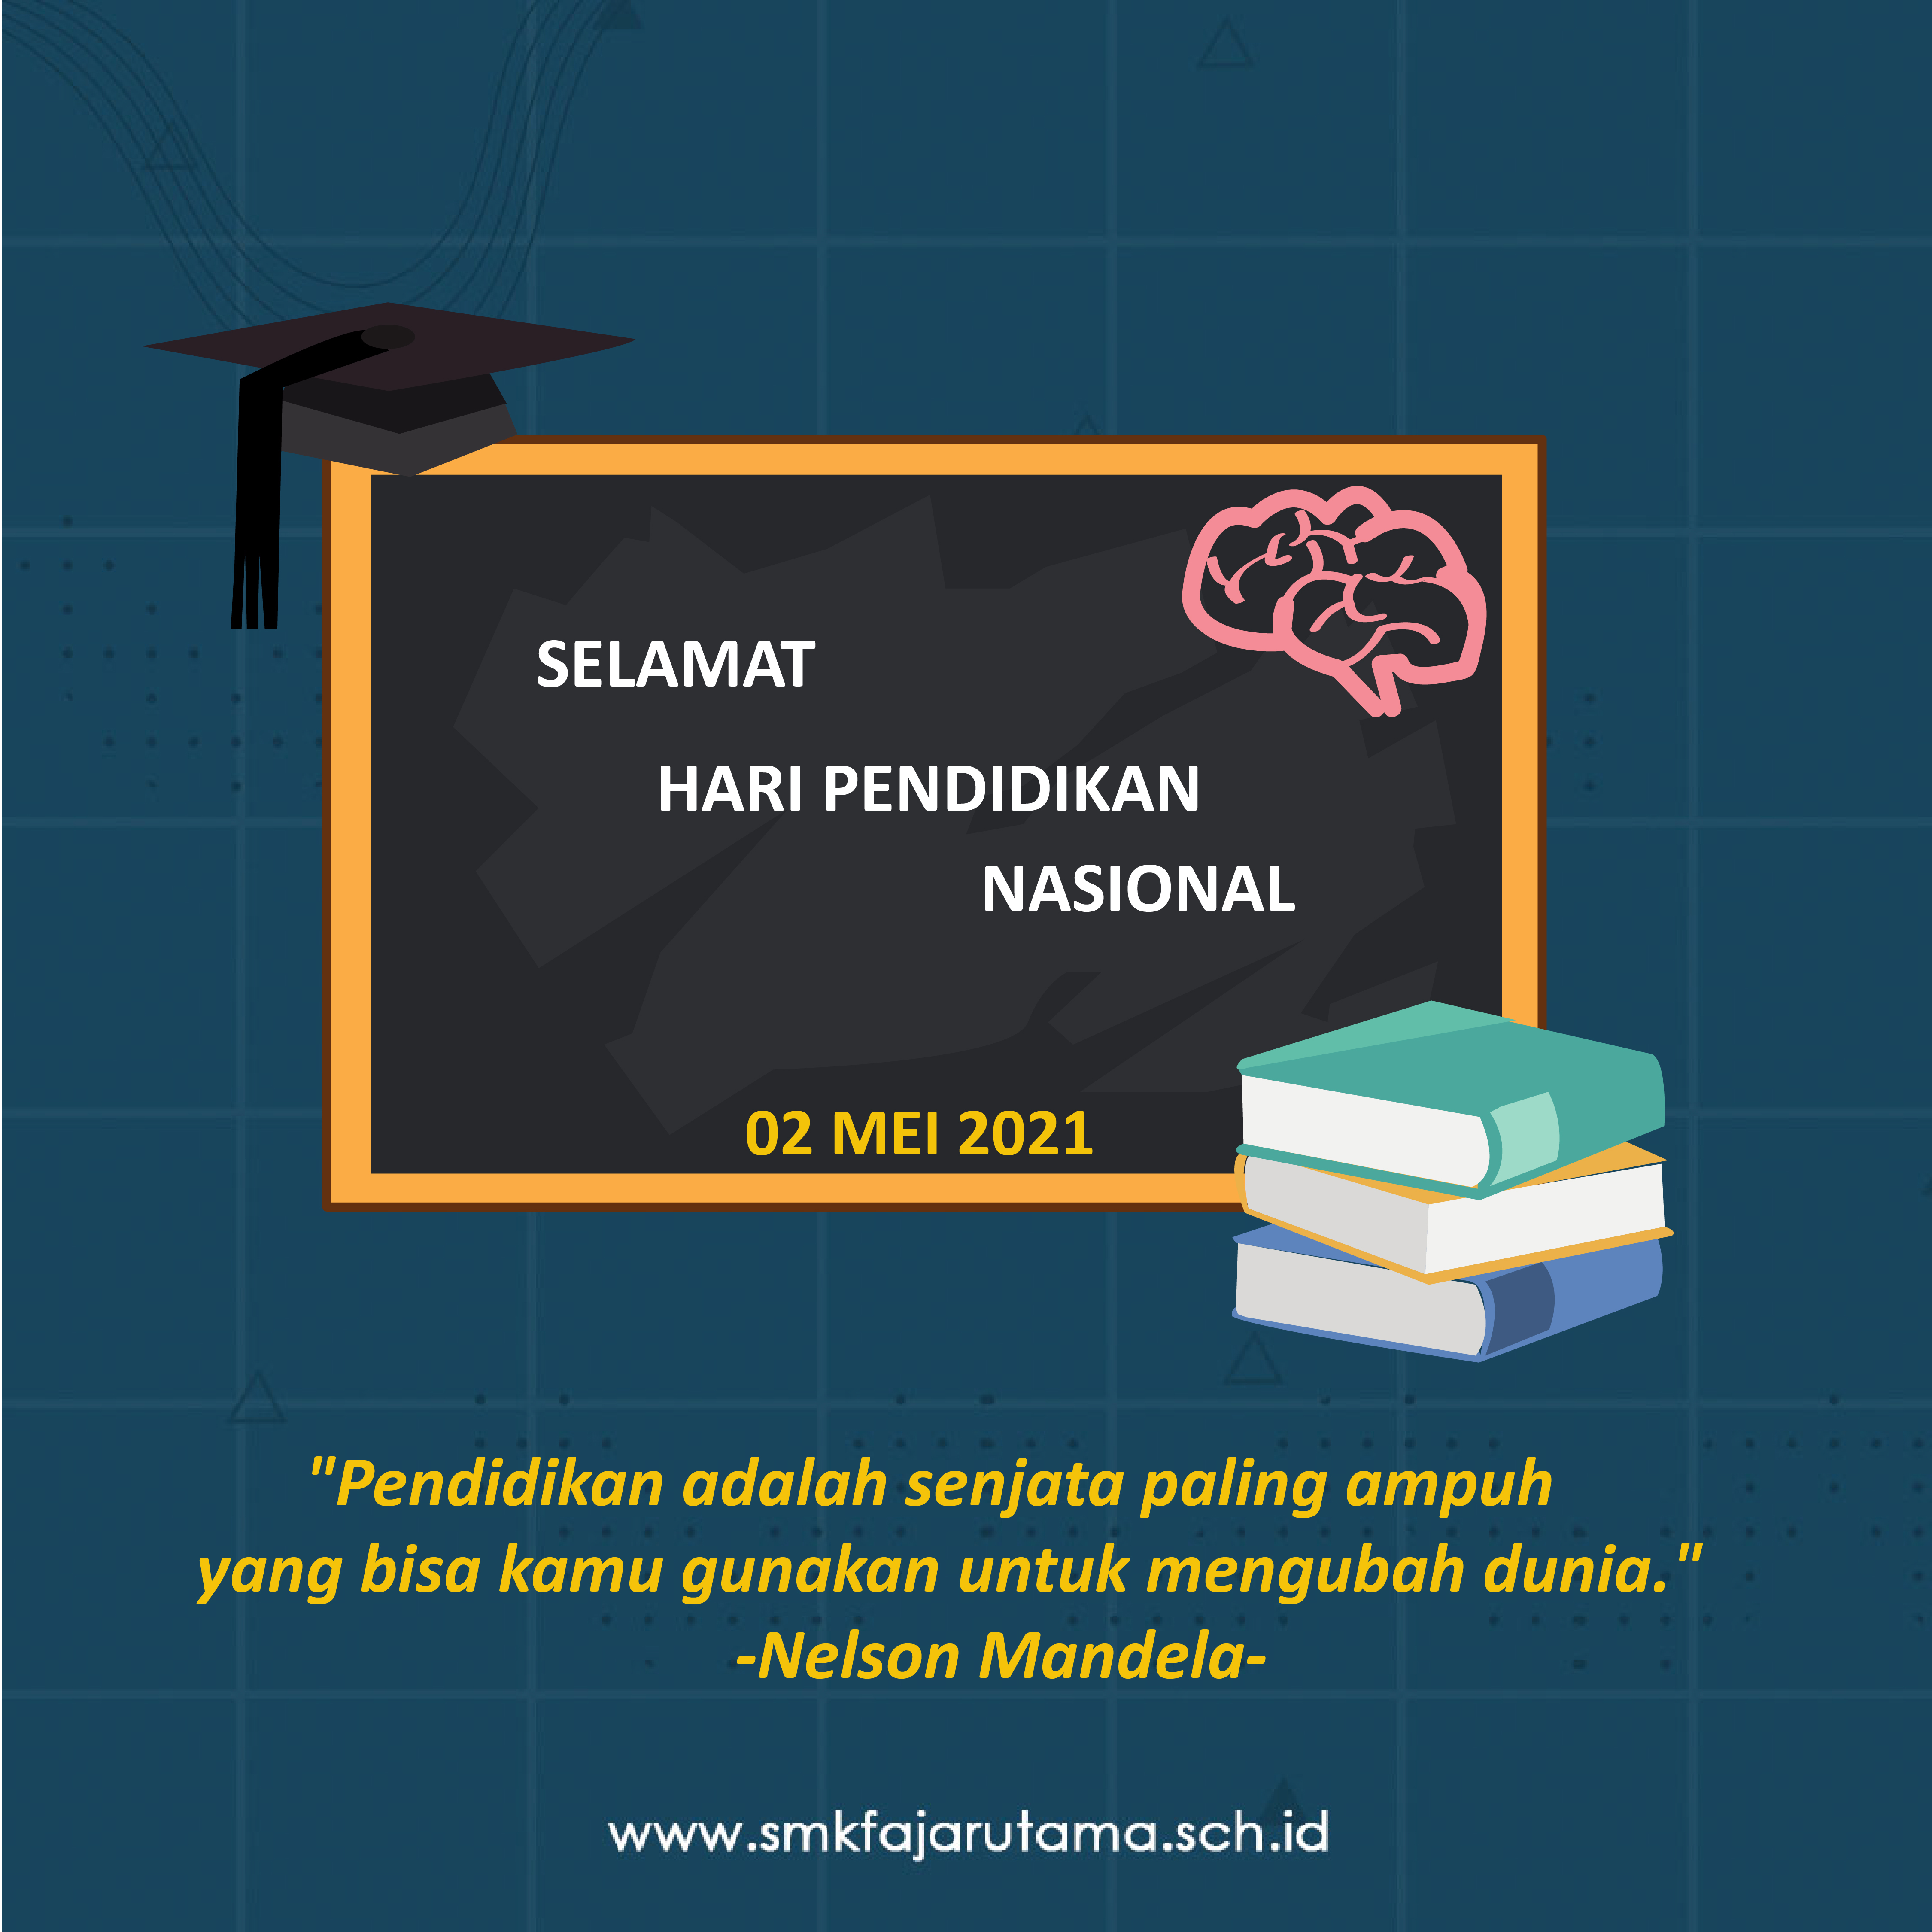 SELAMAT
HARI PENDIDIKAN
NASIONAL
02 MEI 2021
"Pendidikan adalah senjata paling ampuh
yang bisa kamu gunakan untuk mengubah dunia."
-Nelson Mandela-
www.smkfajarutama.sch.id